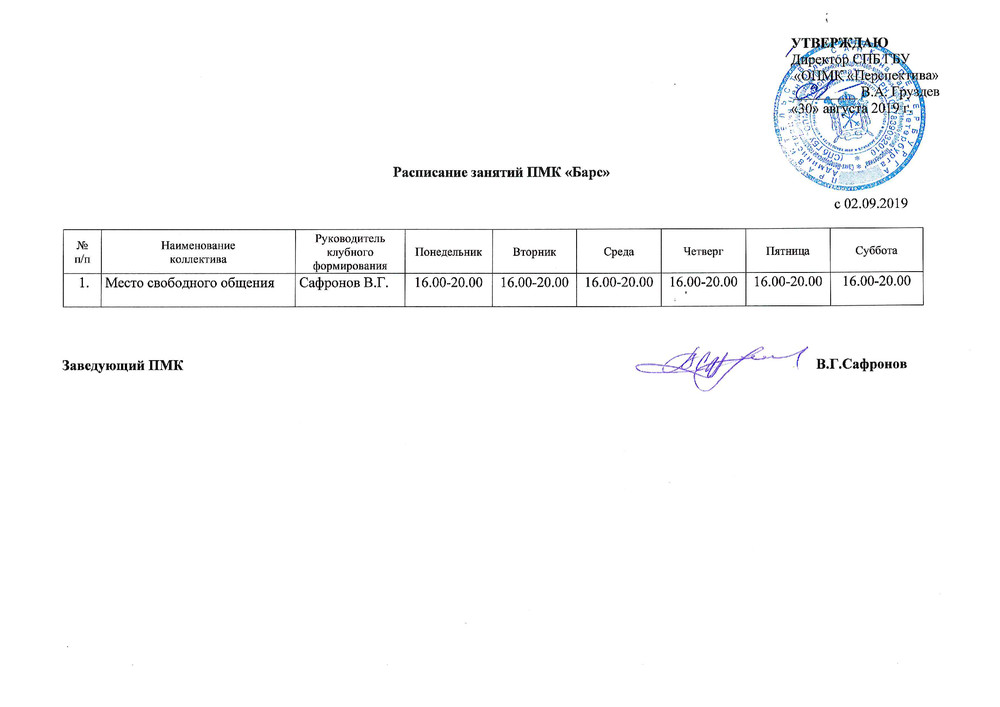 УТВЕРЖДАЮ
Директор СПБ ГБУ
«ОПМК «Перспектива»
В.А. Груздев
«30» августа 2019 г.
Расписание занятий ПМК «Барс»
с 02.09.2019
№ п/п Наименование коллектива Руководитель клубного формирования Понедельник Вторник Среда Четверг Пятница Суббота
1. Место свободного общения Сафронов В.Г. 16.00-20.00 16.00-20.00 16.00-20.00 16.00-20.00 16.00-20.00 16.00-20.00
Заведующий ПМК В.Г.Сафронов